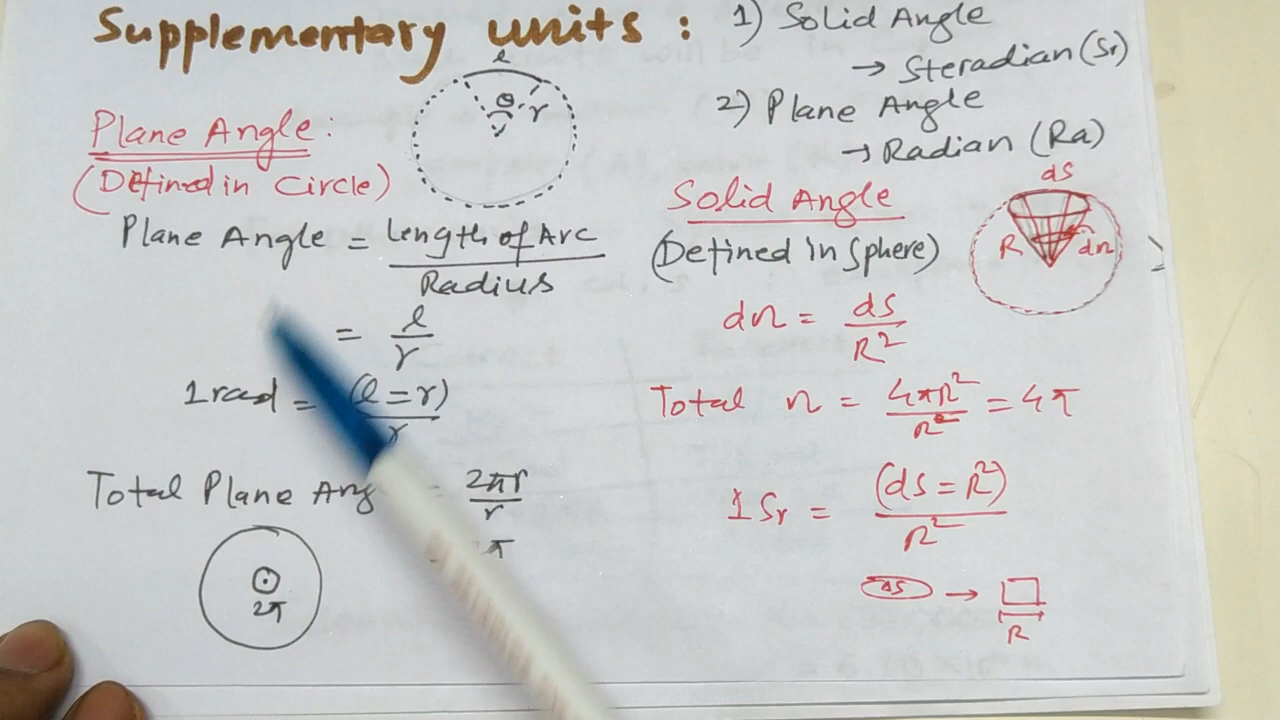 Supplementary units :
1) Solid Angle
→ Steradian (Sr)
2) Plane Angle
→ Radian (Ra)
l
θ r
Plane Angle :
(Defined in Circle)
Plane Angle = Length of Arc / Radius
= l / r
1 rad = (l = r) / r
Total Plane Ang = 2πr / r
π
2π
Solid Angle
(Defined in Sphere)
ds
R dΩ
dΩ = ds / R²
Total Ω = 4πR² / R² = 4π
1 Sr = (ds = R²) / R²
ds → □
R